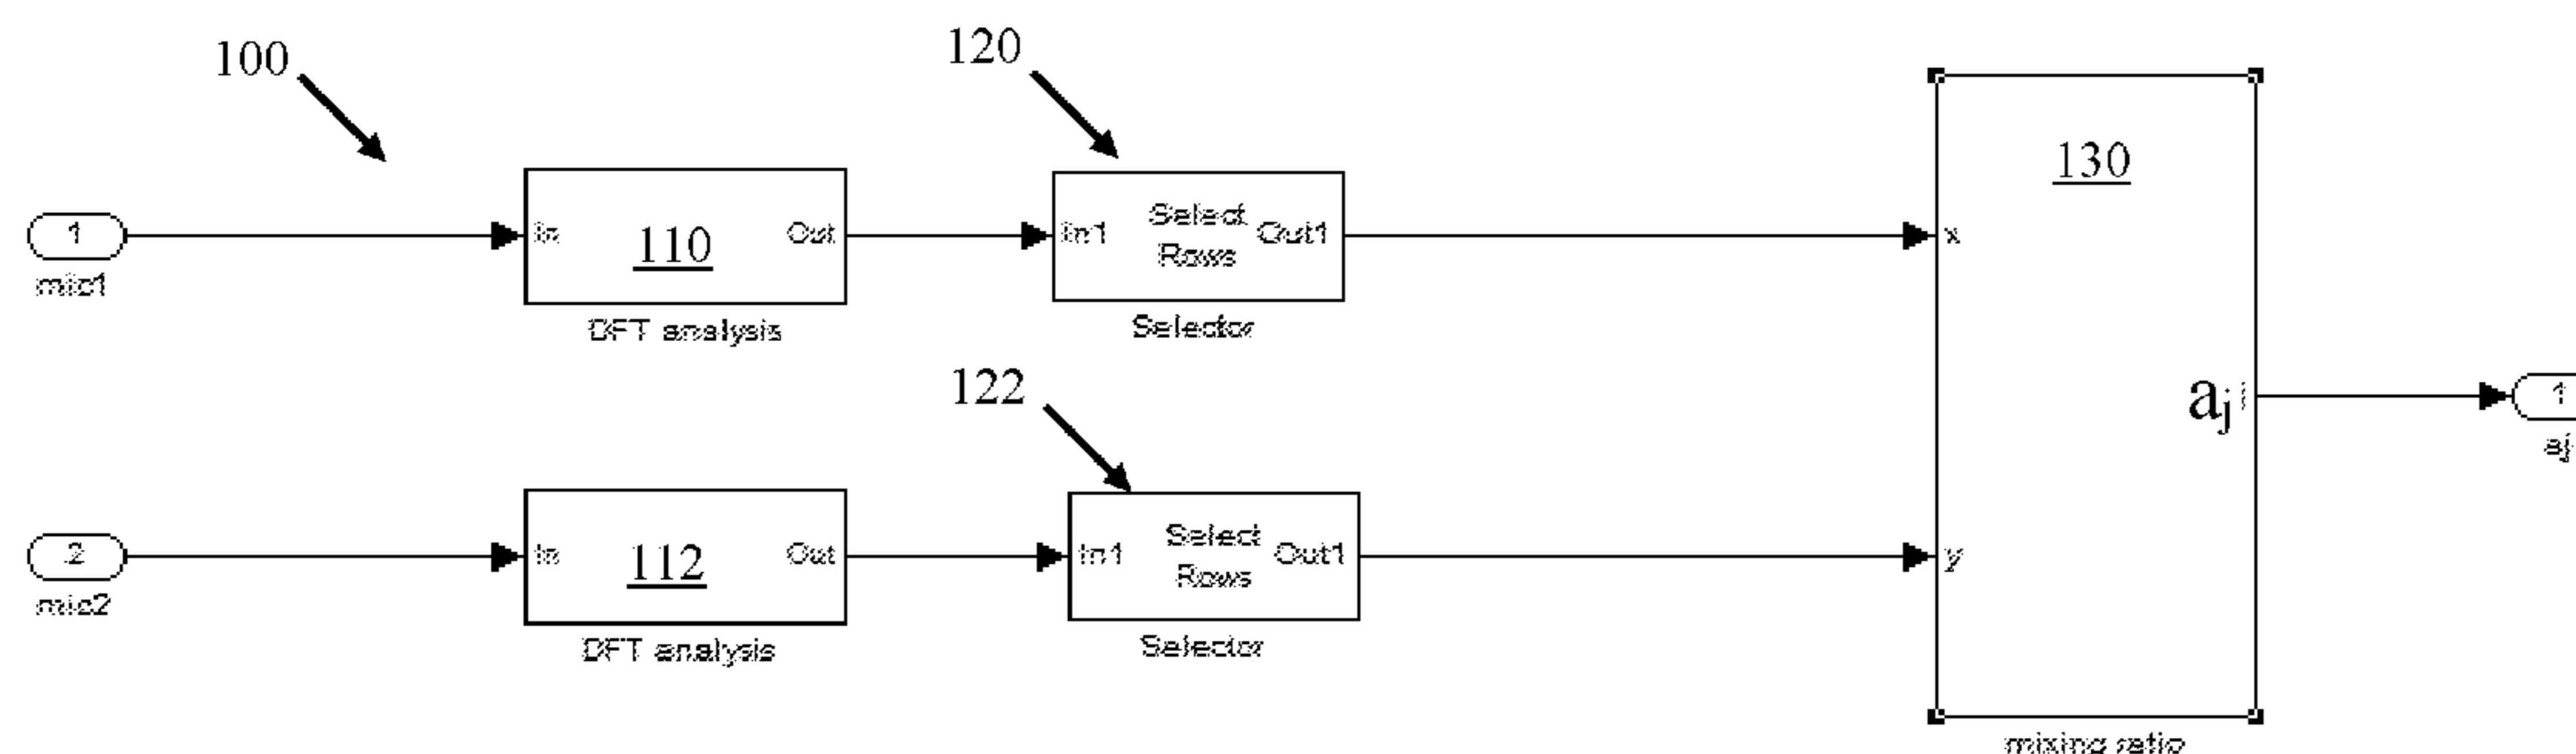 100
120
130
1
In
110
Out
In1
Select
Rows
Out1
x
mic1
DFT analysis
Selector
122
aj
1
aj
2
In
112
Out
In1
Select
Rows
Out1
y
mic2
DFT analysis
Selector
mixing ratio